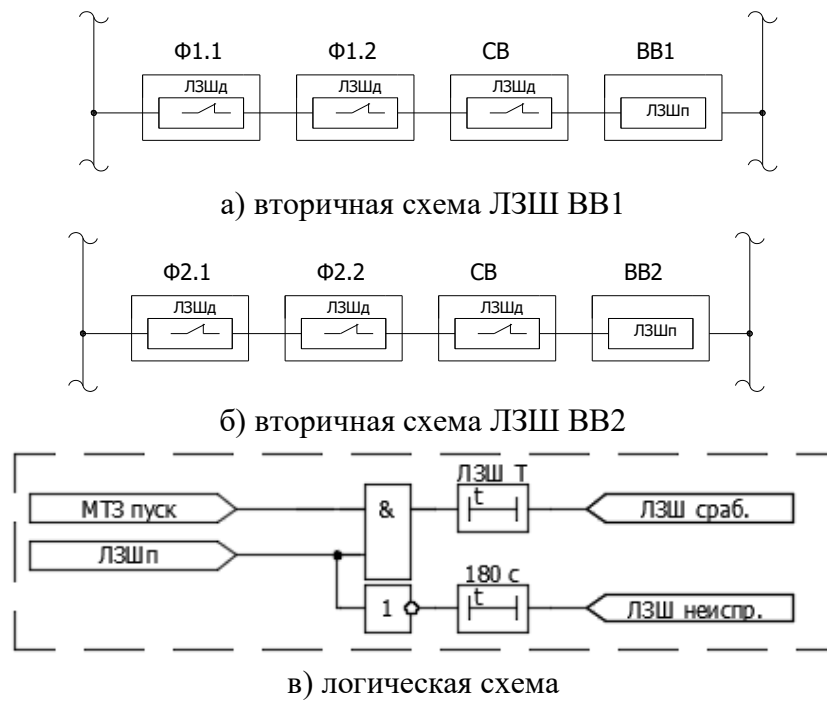 Ф1.1 Ф1.2 СВ ВВ1
ЛЗШд ЛЗШд ЛЗШд
ЛЗШп
а) вторичная схема ЛЗШ ВВ1
Ф2.1 Ф2.2 СВ ВВ2
ЛЗШд ЛЗШд ЛЗШд
ЛЗШп
б) вторичная схема ЛЗШ ВВ2
ЛЗШ Т
МТЗ пуск & t ЛЗШ сраб.
ЛЗШп
180 с
1 t ЛЗШ неиспр.
в) логическая схема